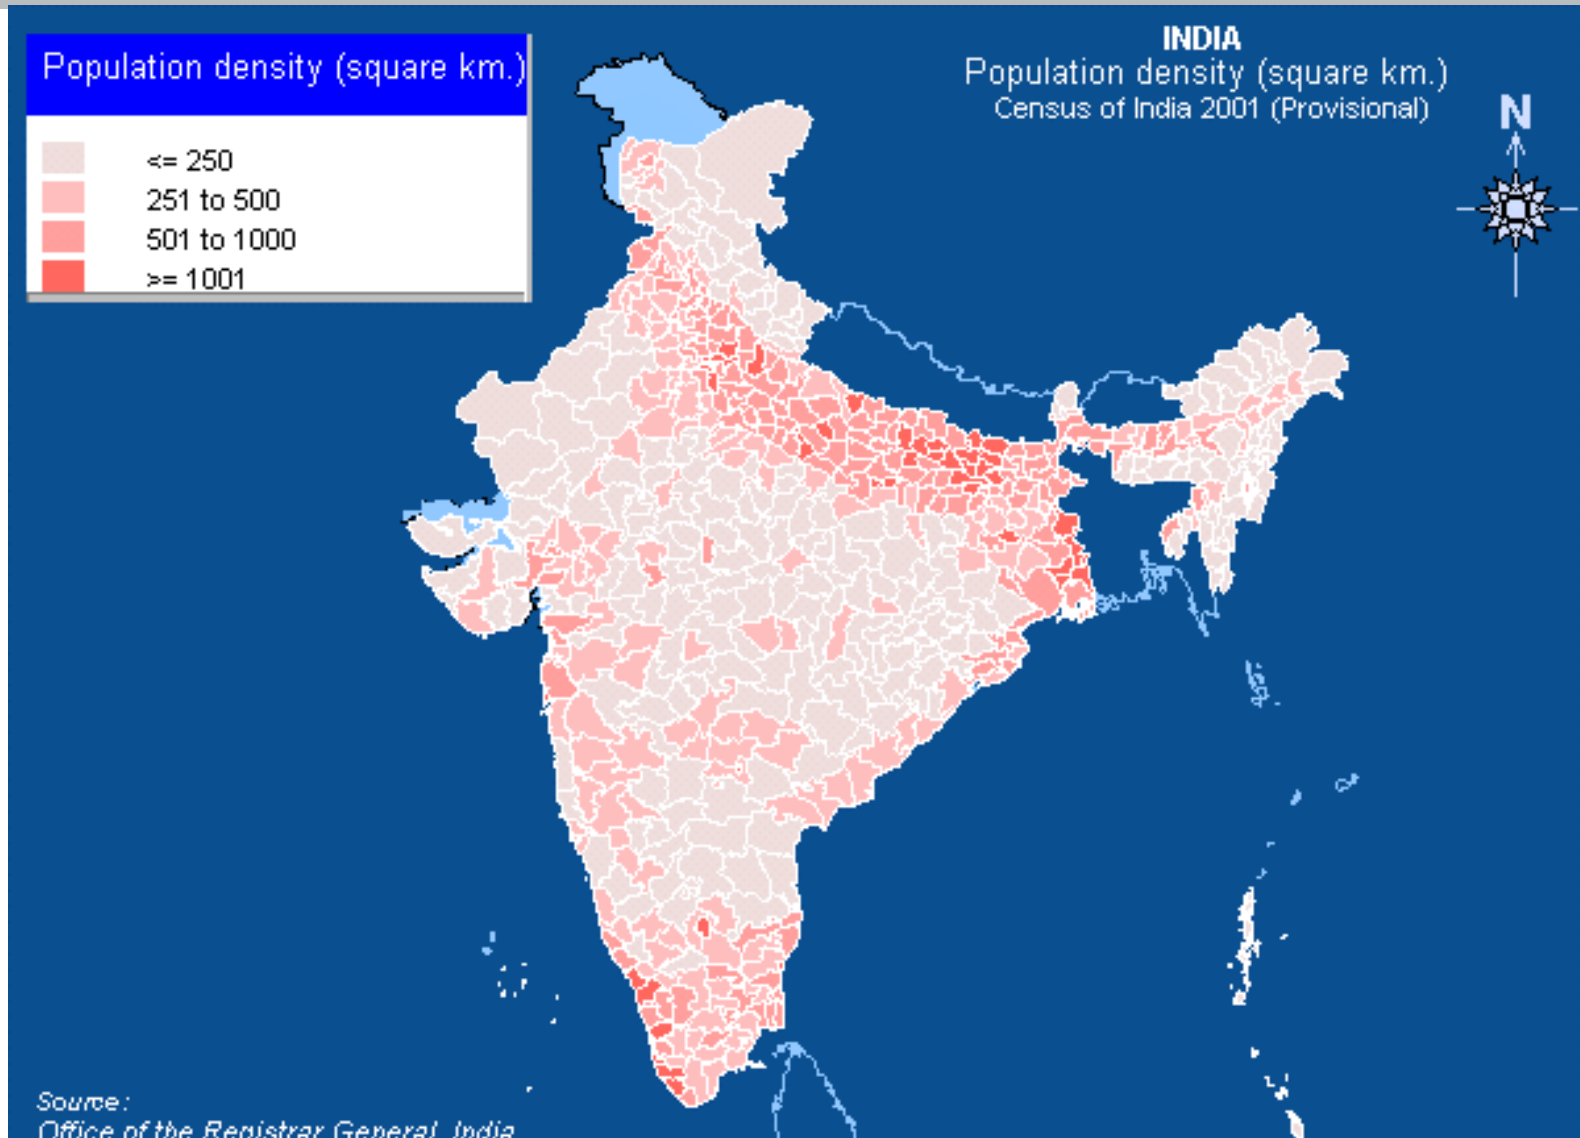 Population density (square km.)
<= 250
251 to 500
501 to 1000
>= 1001
INDIA
Population density (square km.)
Census of India 2001 (Provisional)
N
Source:
Office of the Registrar General, India